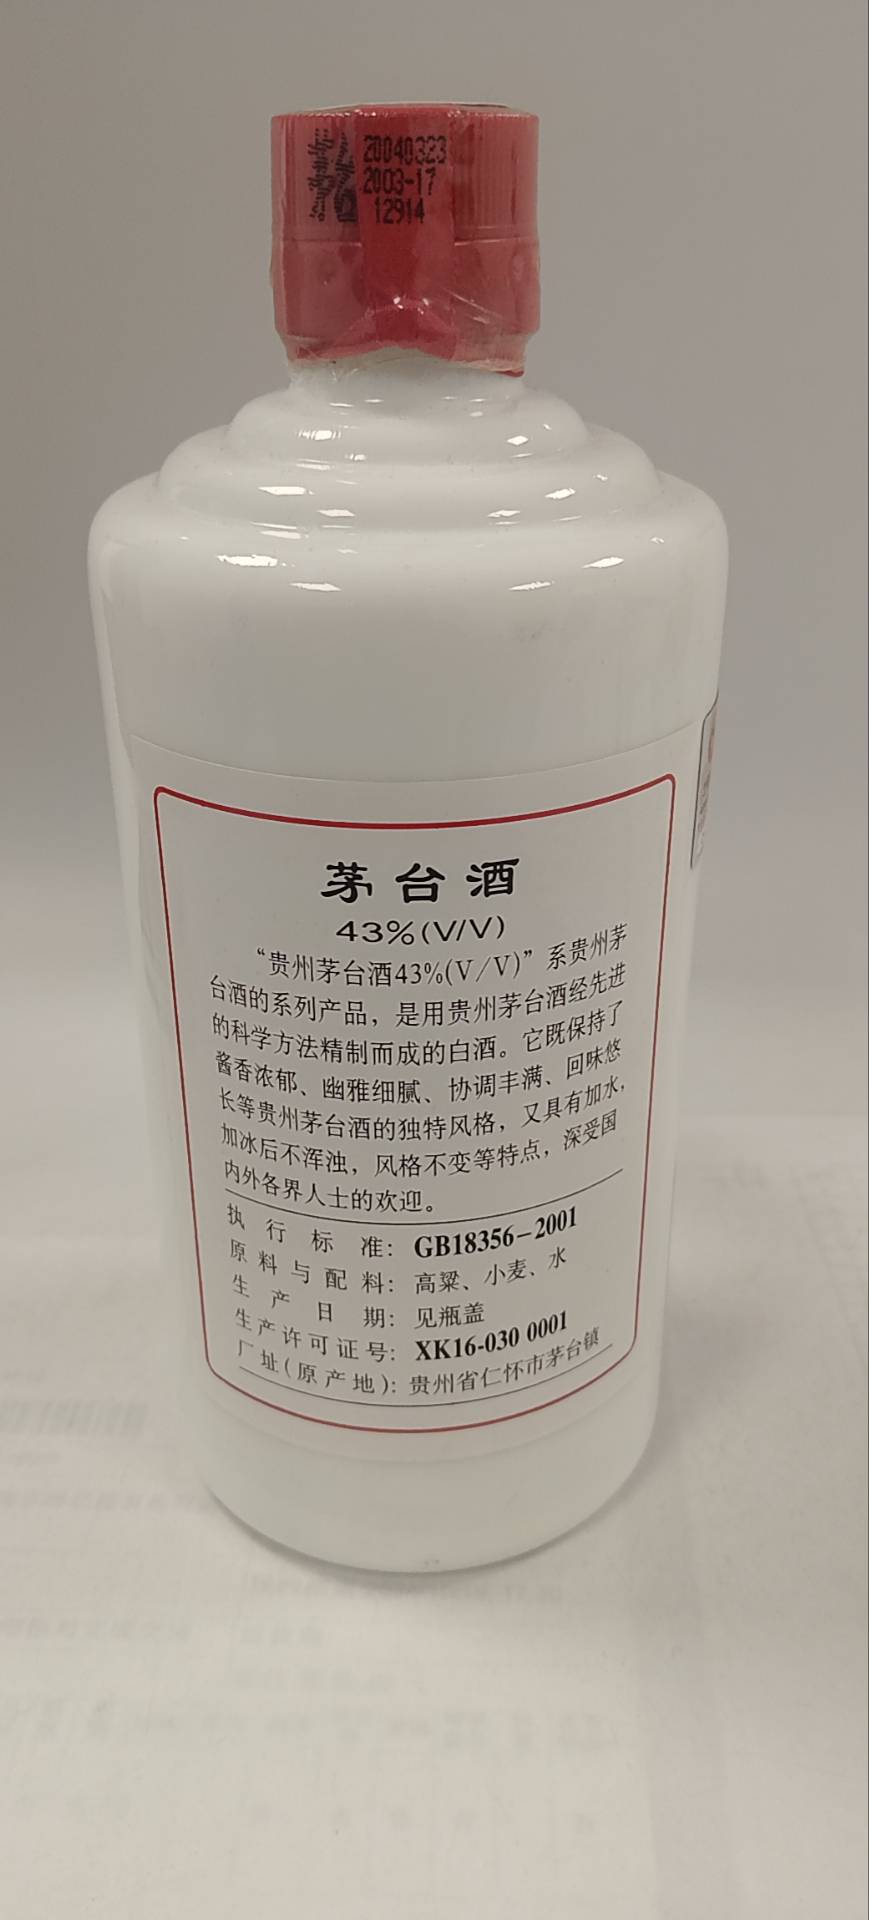 20040323
2003-17
12914
茅台酒
43%(V/V)
“贵州茅台酒43%(V/V)”系贵州茅
台酒的系列产品，是用贵州茅台酒经先进
的科学方法精制而成的白酒。它既保持了
酱香浓郁、幽雅细腻、协调丰满、回味悠
长等贵州茅台酒的独特风格，又具有加水，
加冰后不浑浊，风格不变等特点，深受国
内外各界人士的欢迎。
执行标准：GB18356-2001
原料与配料：高粱、小麦、水
生产日期：见瓶盖
生产许可证号：XK16-030 0001
厂址(原产地)：贵州省仁怀市茅台镇